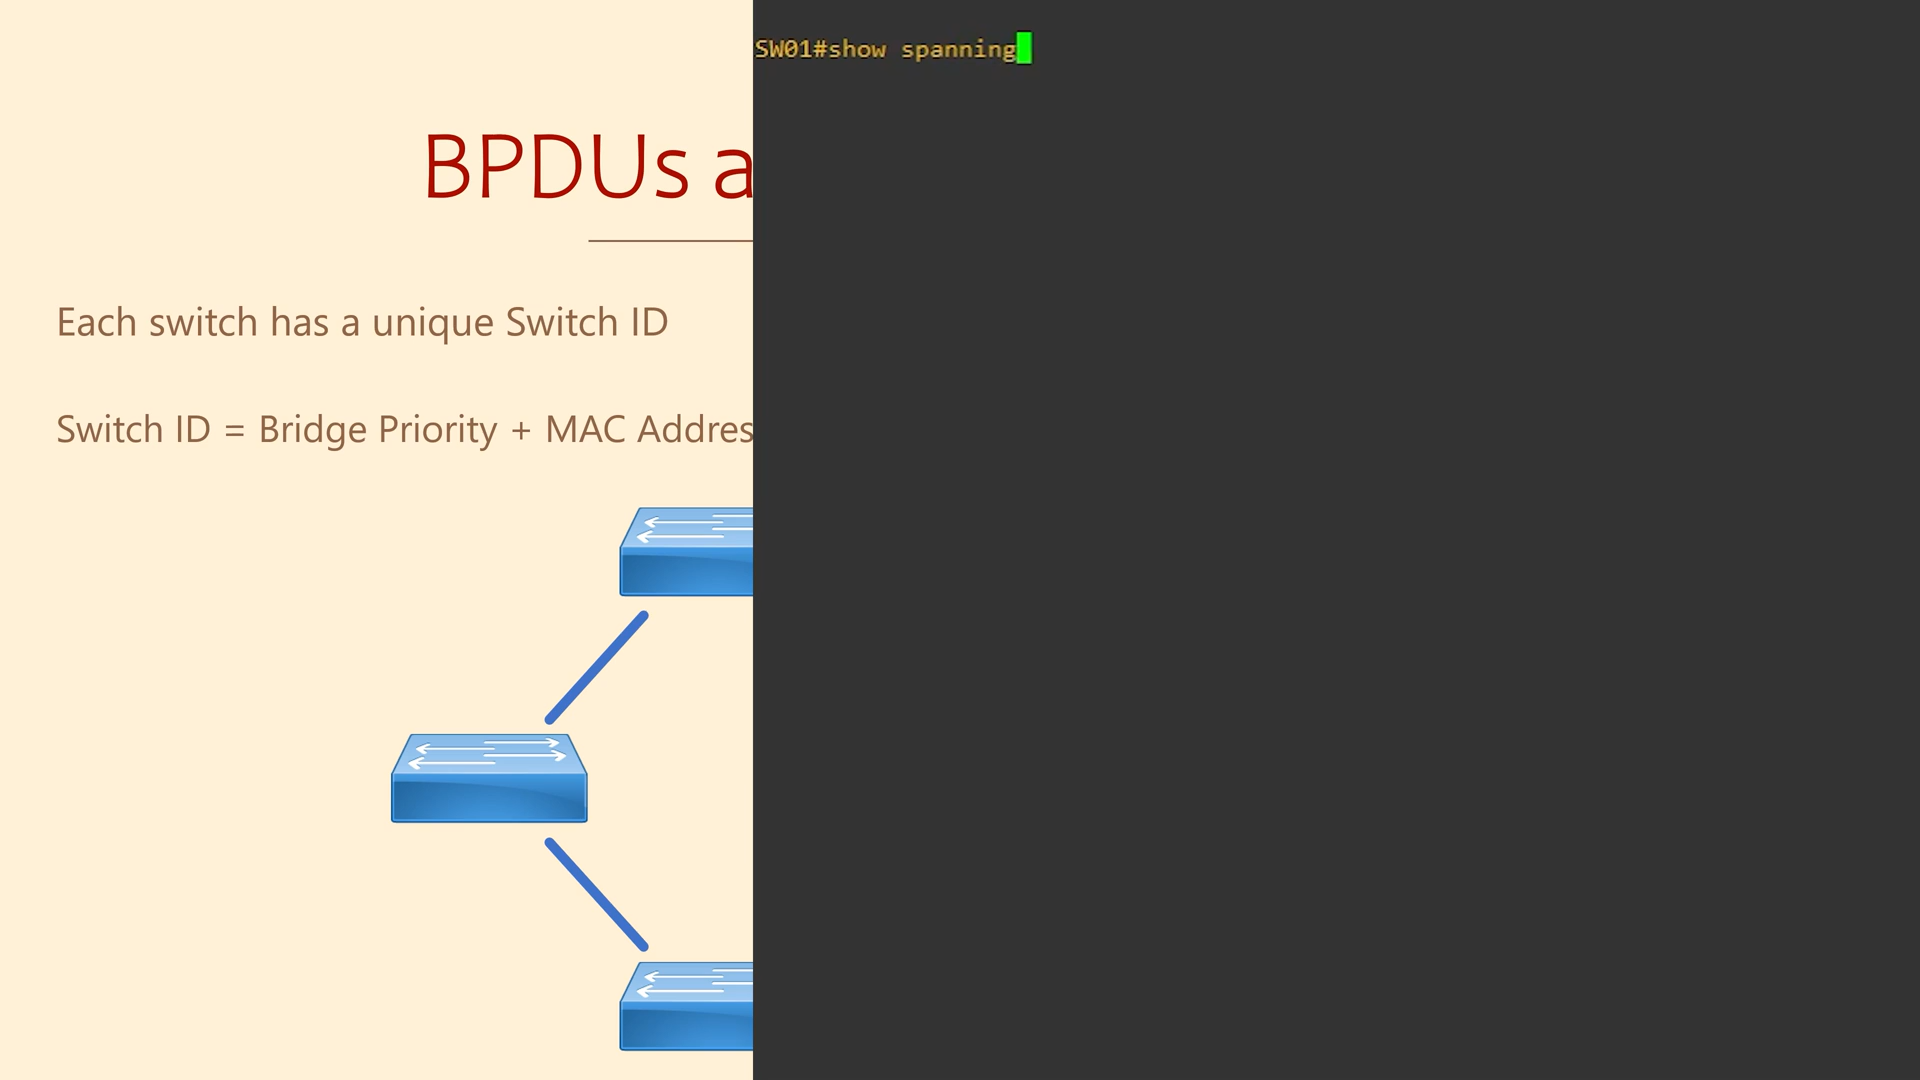 SW01#show spanning
BPDUs a
Each switch has a unique Switch ID
Switch ID = Bridge Priority + MAC Addres